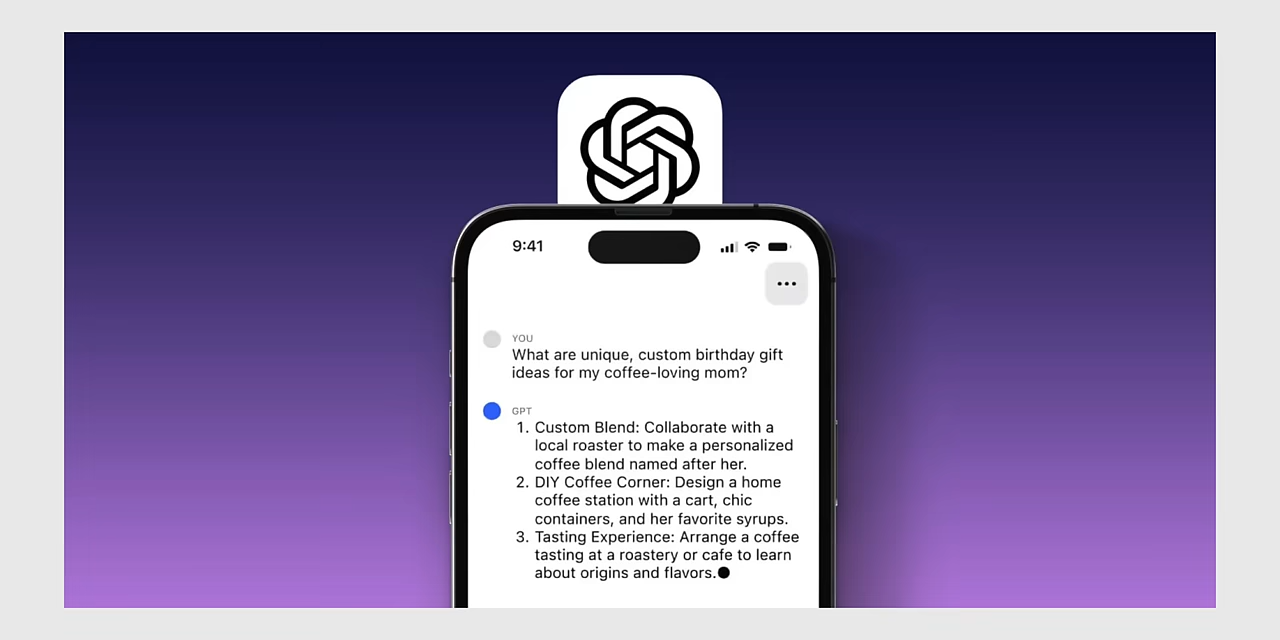 9:41
YOU
What are unique, custom birthday gift
ideas for my coffee-loving mom?
GPT
1. Custom Blend: Collaborate with a
local roaster to make a personalized
coffee blend named after her.
2. DIY Coffee Corner: Design a home
coffee station with a cart, chic
containers, and her favorite syrups.
3. Tasting Experience: Arrange a coffee
tasting at a roastery or cafe to learn
about origins and flavors.